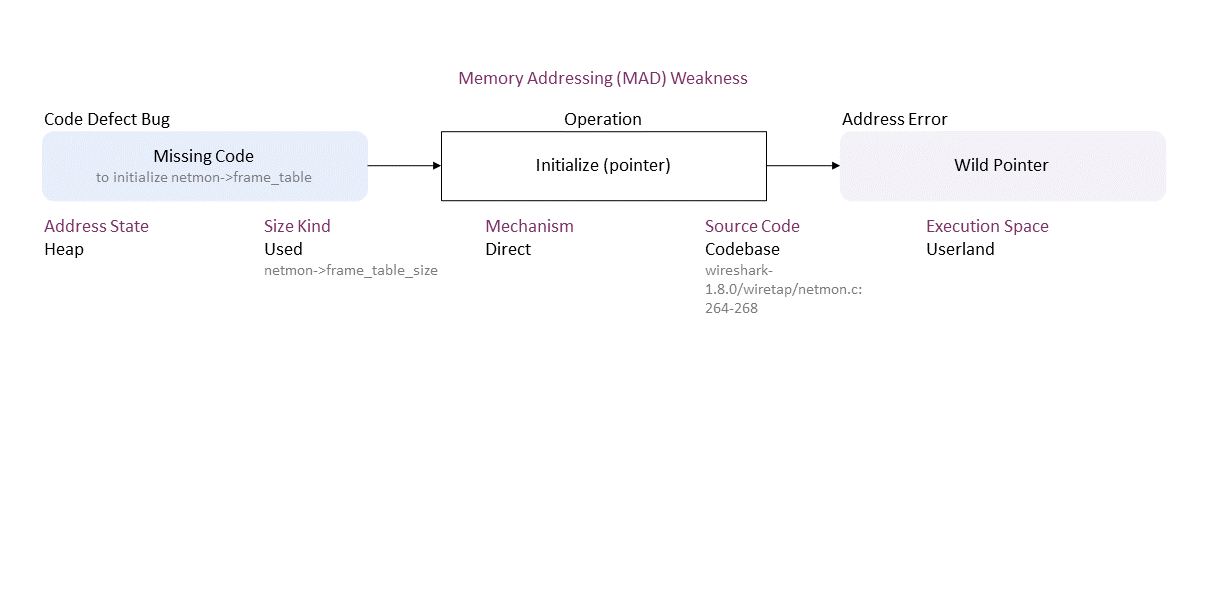 Memory Addressing (MAD) Weakness
Code Defect Bug
Operation
Address Error
Missing Code
to initialize netmon->frame_table
Initialize (pointer)
Wild Pointer
Address State
Heap
Size Kind
Used
netmon->frame_table_size
Mechanism
Direct
Source Code
Codebase
wireshark-
1.8.0/wiretap/netmon.c:
264-268
Execution Space
Userland